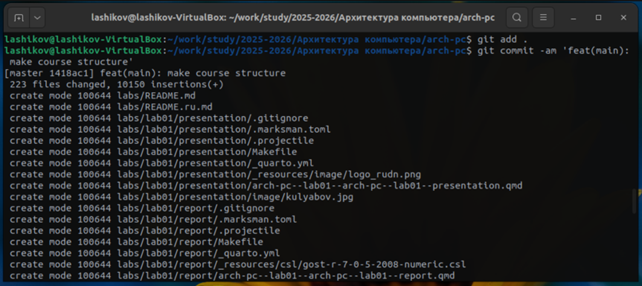 lashikov@lashikov-VirtualBox: ~/work/study/2025-2026/Архитектура компьютера/arch-pc
lashikov@lashikov-VirtualBox:~/work/study/2025-2026/Архитектура компьютера/arch-pc$ git add .
lashikov@lashikov-VirtualBox:~/work/study/2025-2026/Архитектура компьютера/arch-pc$ git commit -am 'feat(main):
make course structure'
[master 1418ac1] feat(main): make course structure
223 files changed, 10150 insertions(+)
create mode 100644 labs/README.md
create mode 100644 labs/README.ru.md
create mode 100644 labs/lab01/presentation/.gitignore
create mode 100644 labs/lab01/presentation/.marksman.toml
create mode 100644 labs/lab01/presentation/.projectile
create mode 100644 labs/lab01/presentation/Makefile
create mode 100644 labs/lab01/presentation/_quarto.yml
create mode 100644 labs/lab01/presentation/_resources/image/logo_rudn.png
create mode 100644 labs/lab01/presentation/arch-pc--lab01--arch-pc--lab01--presentation.qmd
create mode 100644 labs/lab01/presentation/image/kulyabov.jpg
create mode 100644 labs/lab01/report/.gitignore
create mode 100644 labs/lab01/report/.marksman.toml
create mode 100644 labs/lab01/report/.projectile
create mode 100644 labs/lab01/report/Makefile
create mode 100644 labs/lab01/report/_quarto.yml
create mode 100644 labs/lab01/report/_resources/csl/gost-r-7-0-5-2008-numeric.csl
create mode 100644 labs/lab01/report/arch-pc--lab01--arch-pc--lab01--report.qmd